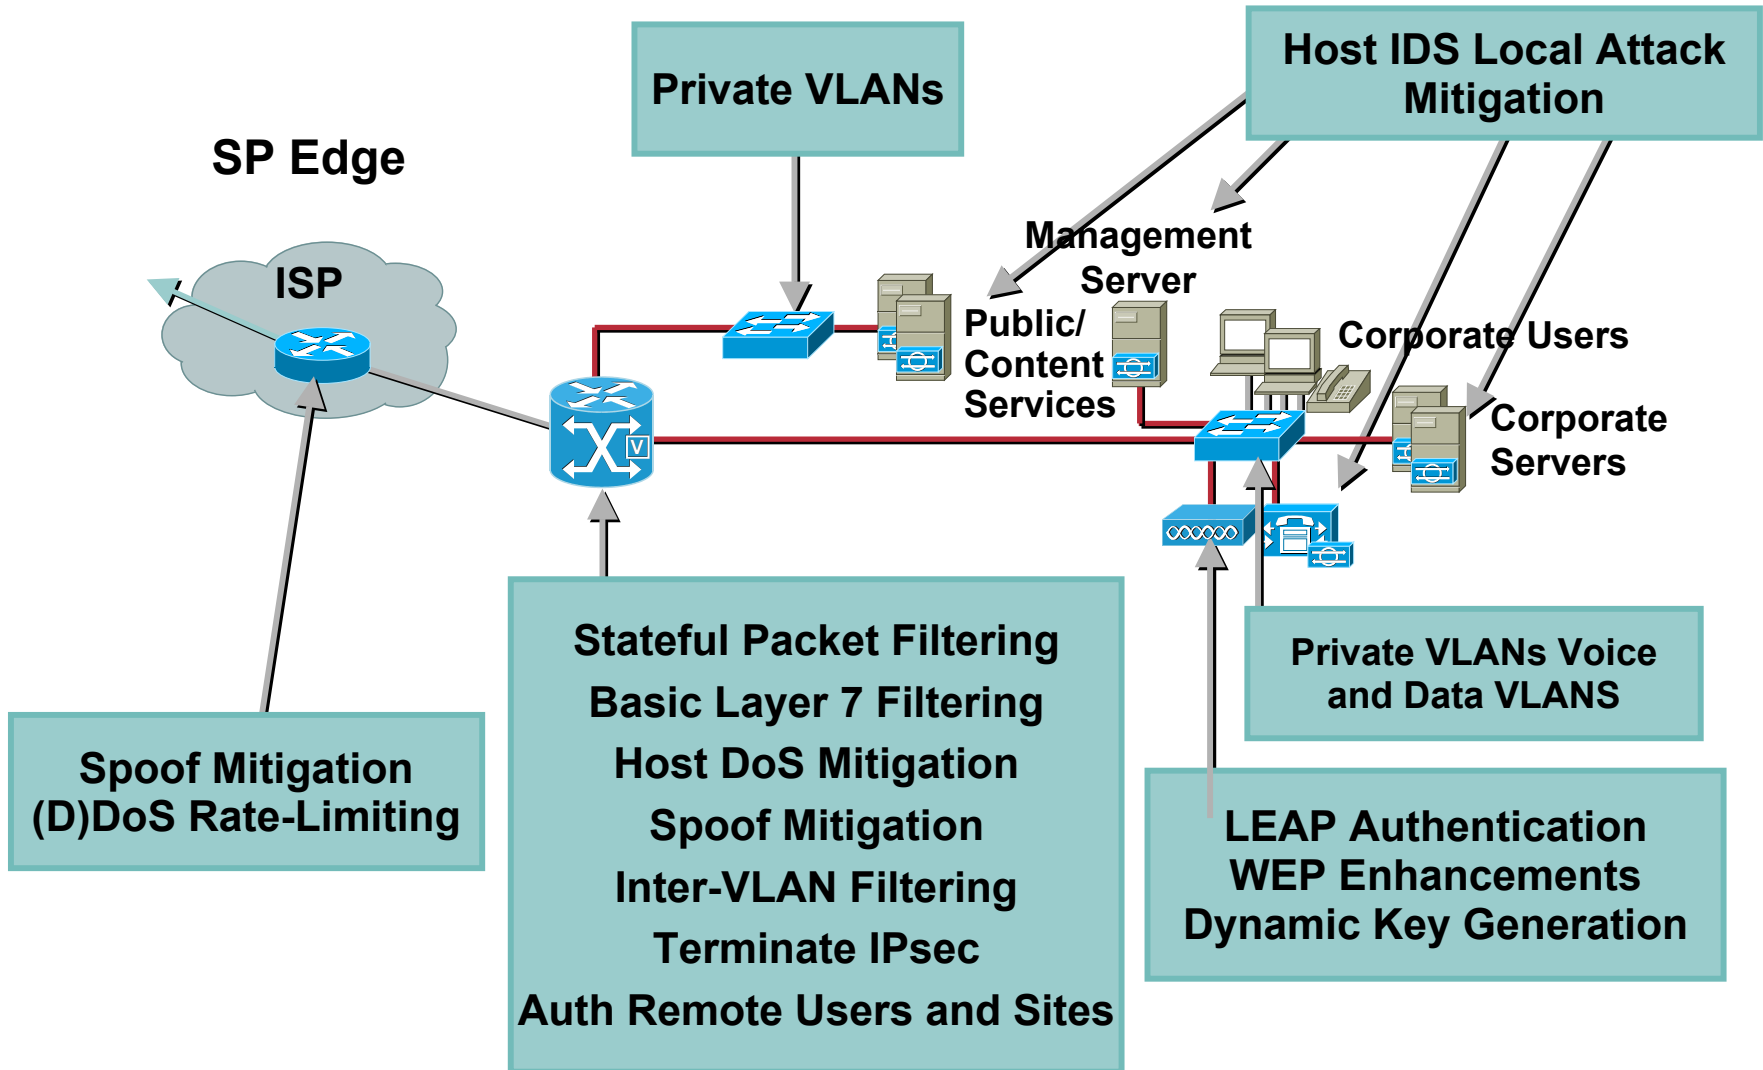 Private VLANs
Host IDS Local Attack
Mitigation
SP Edge
ISP
Management
Server
Public/
Content
Services
Corporate Users
Corporate
Servers
V
Spoof Mitigation
(D)DoS Rate-Limiting
Stateful Packet Filtering
Basic Layer 7 Filtering
Host DoS Mitigation
Spoof Mitigation
Inter-VLAN Filtering
Terminate IPsec
Auth Remote Users and Sites
Private VLANs Voice
and Data VLANS
LEAP Authentication
WEP Enhancements
Dynamic Key Generation